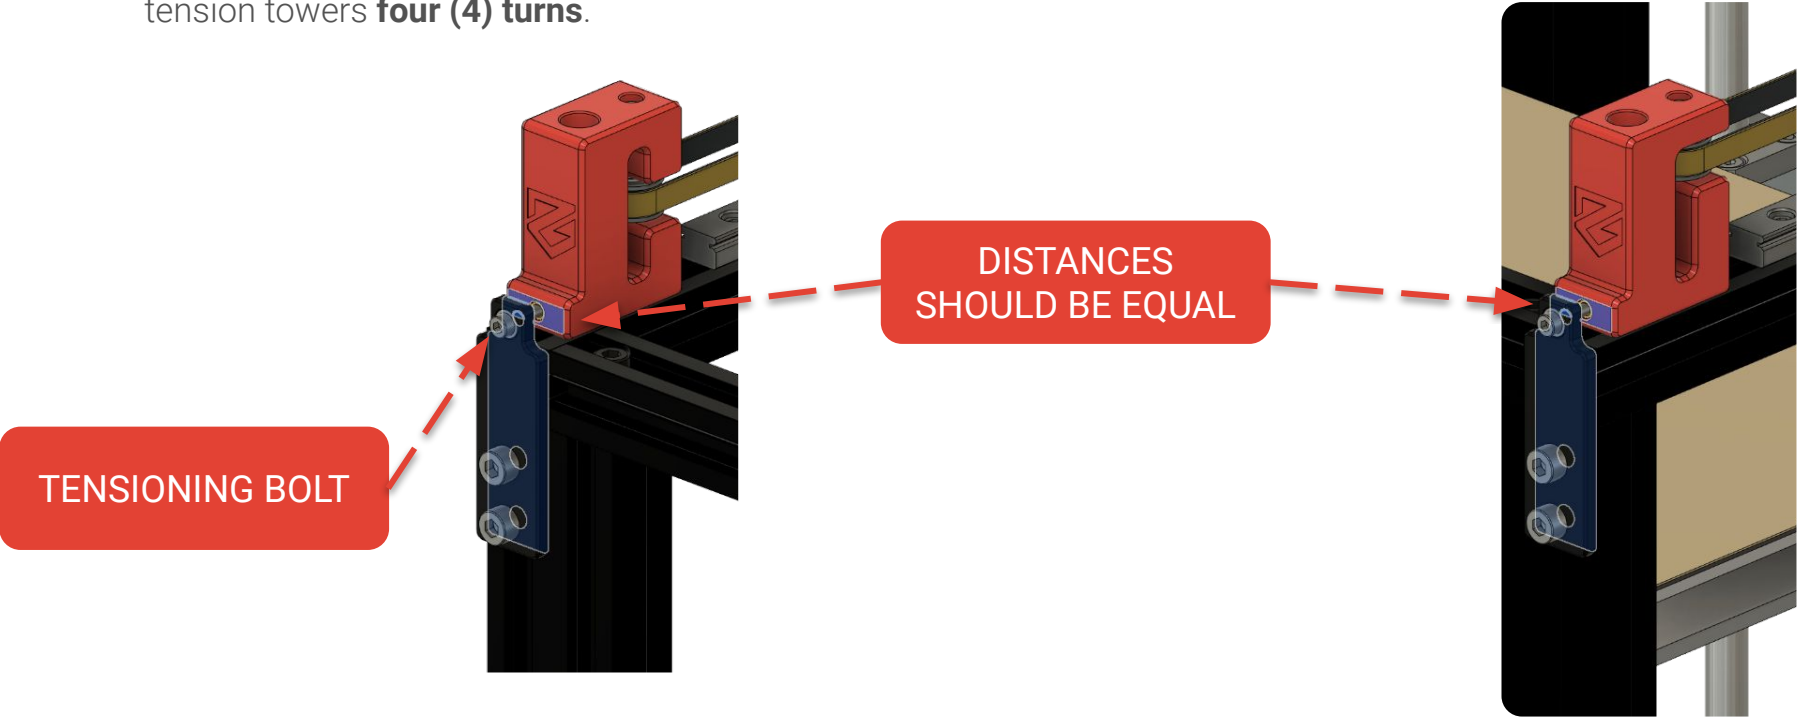 tension towers four (4) turns.
DISTANCES
SHOULD BE EQUAL
TENSIONING BOLT